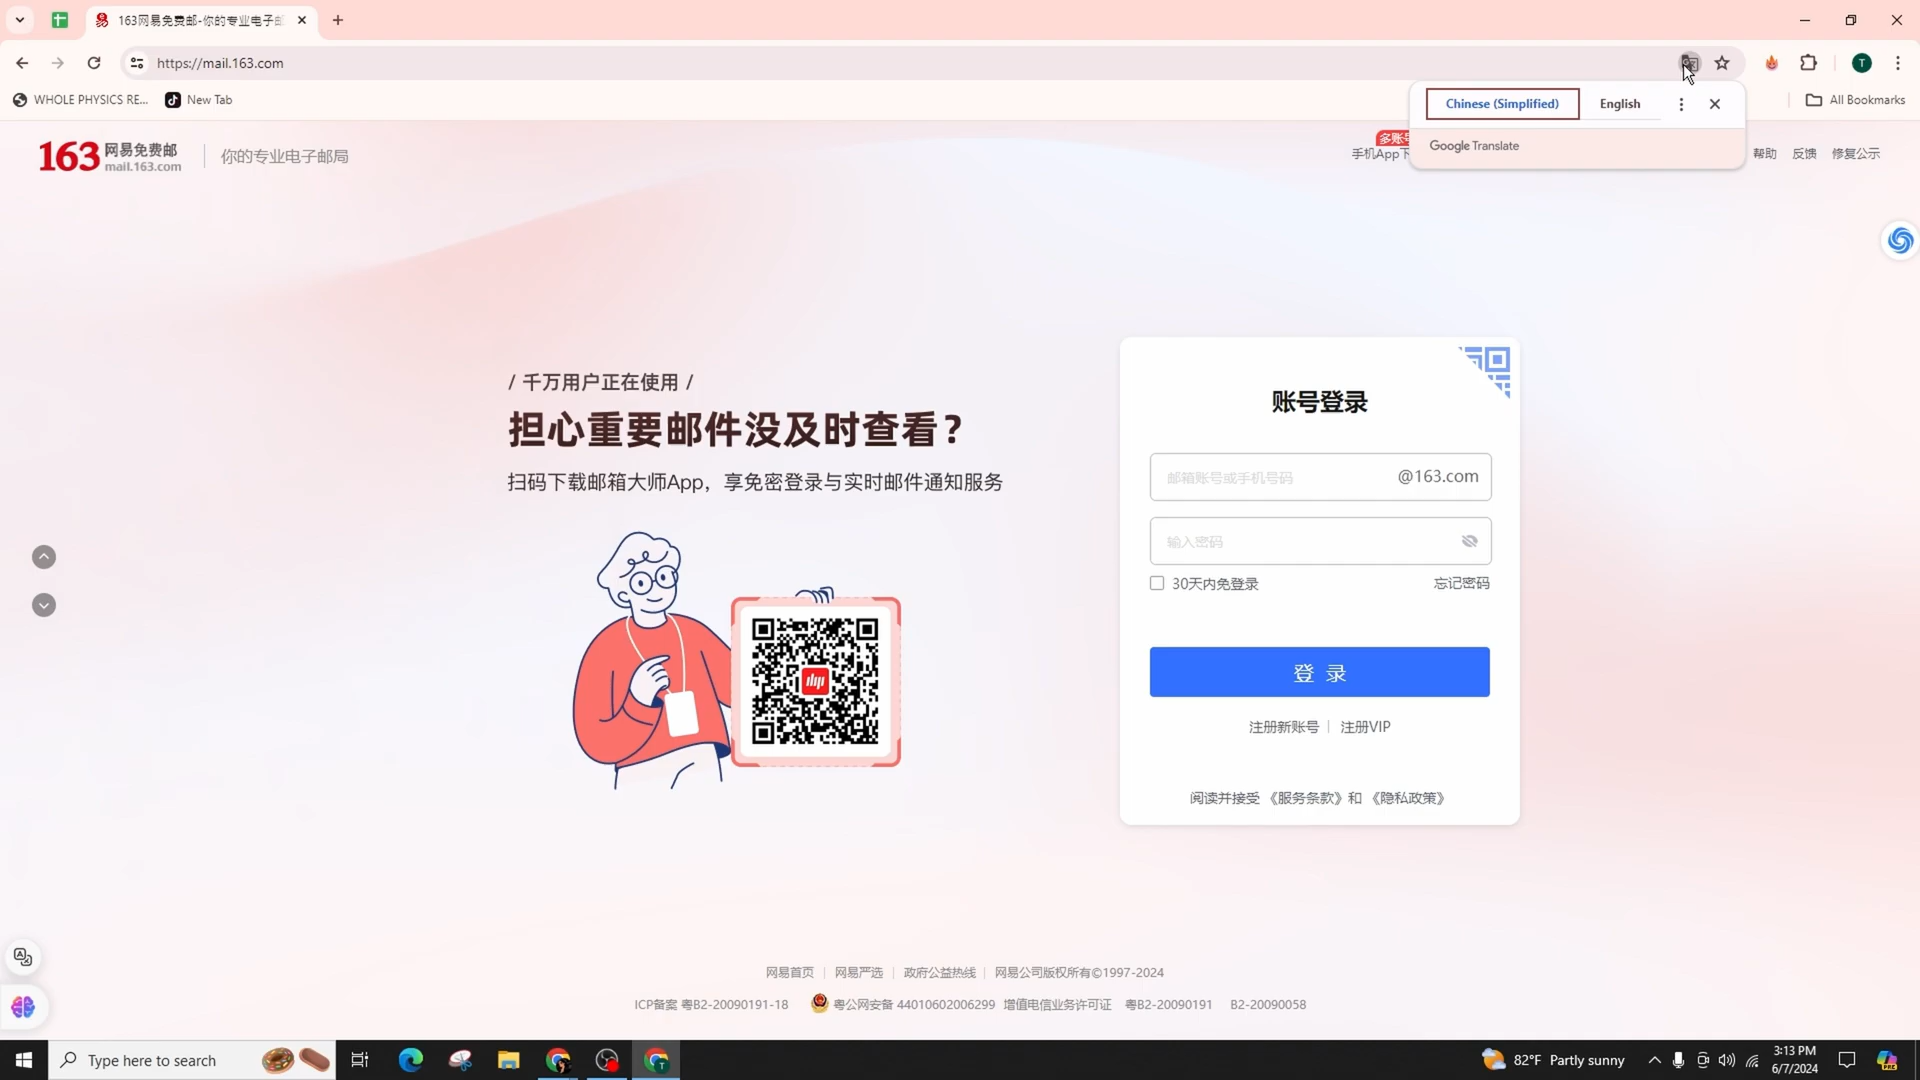 163网易免费邮-你的专业电子邮
https://mail.163.com
WHOLE PHYSICS RE...
New Tab
All Bookmarks
Chinese (Simplified)
English
Google Translate
163 网易免费邮
mail.163.com
你的专业电子邮局
手机App下
帮助
反馈
修复公示
/ 千万用户正在使用 /
担心重要邮件没及时查看？
扫码下载邮箱大师App，享免密登录与实时邮件通知服务
账号登录
邮箱账号或手机号码
@163.com
输入密码
30天内免登录
忘记密码
登 录
注册新账号 | 注册VIP
阅读并接受 《服务条款》和 《隐私政策》
网易首页 | 网易严选 | 政府公益热线 | 网易公司版权所有©1997-2024
ICP备案 粤B2-20090191-18 粤公网安备 44010602006299 增值电信业务许可证 粤B2-20090191 B2-20090058
Type here to search
82°F Partly sunny
3:13 PM
6/7/2024